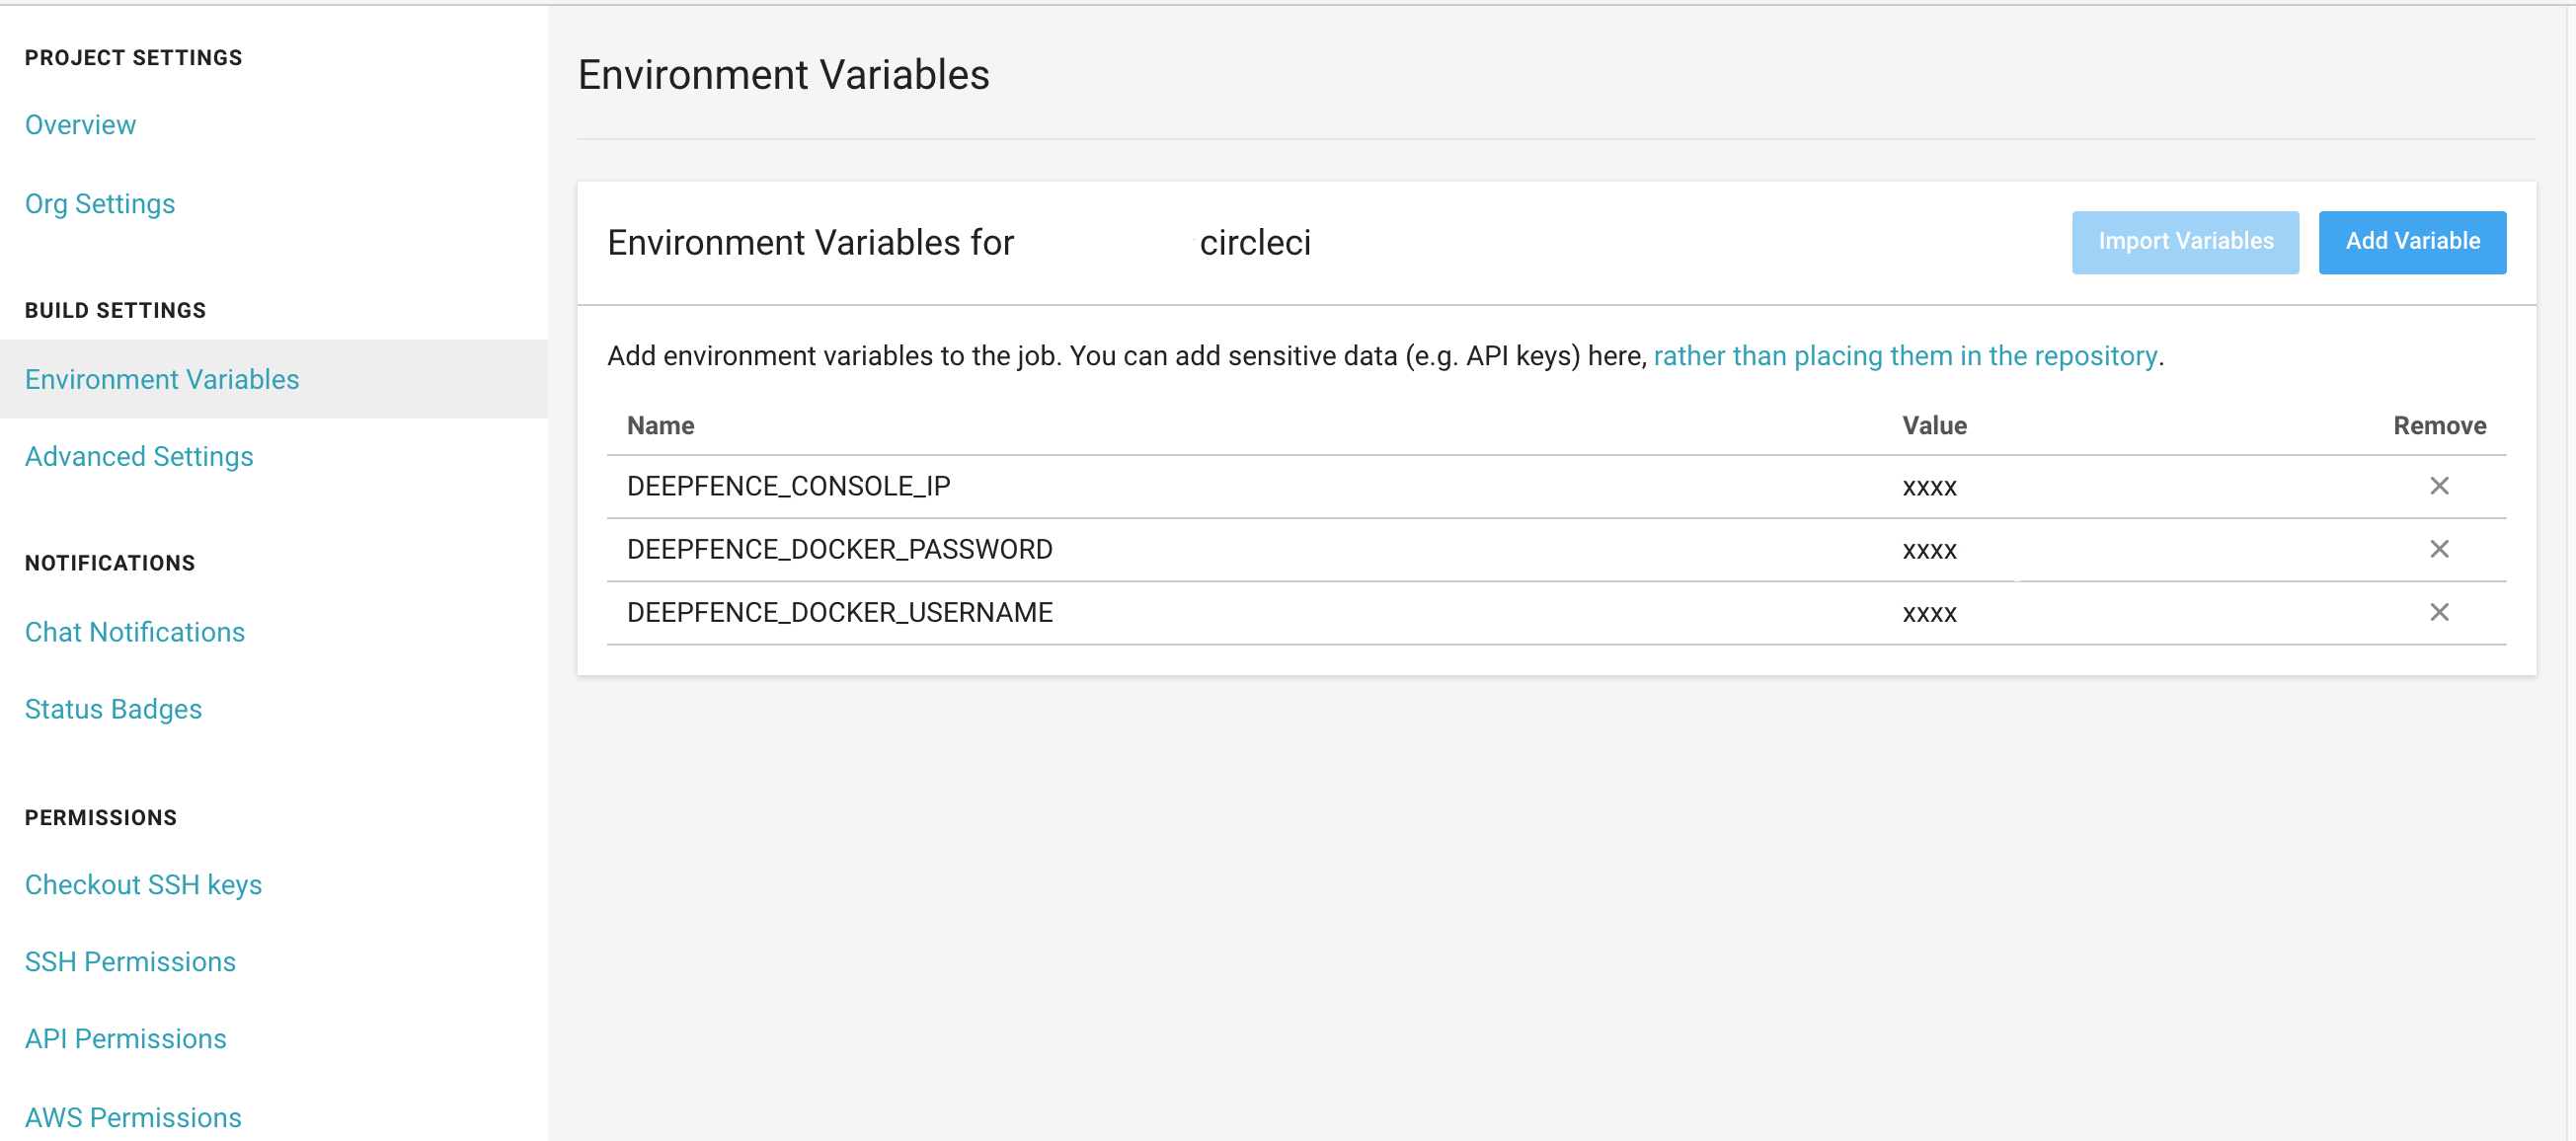 PROJECT SETTINGS
Overview
Org Settings
BUILD SETTINGS
Environment Variables
Advanced Settings
NOTIFICATIONS
Chat Notifications
Status Badges
PERMISSIONS
Checkout SSH keys
SSH Permissions
API Permissions
AWS Permissions
Environment Variables
Environment Variables for circleci
Import Variables Add Variable
Add environment variables to the job. You can add sensitive data (e.g. API keys) here, rather than placing them in the repository.
Name Value Remove
DEEPFENCE_CONSOLE_IP xxxx
DEEPFENCE_DOCKER_PASSWORD xxxx
DEEPFENCE_DOCKER_USERNAME xxxx